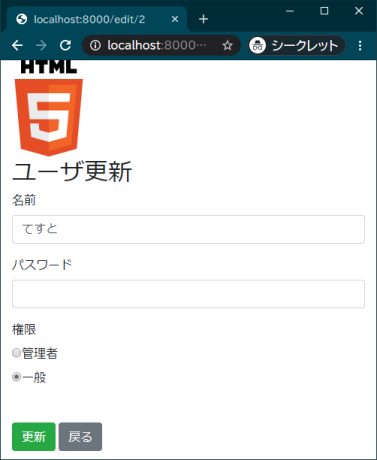 localhost:8000/edit/2
localhost:8000…
シークレット
HTML
5
ユーザ更新
名前
てすと
パスワード
権限
管理者
一般
更新 戻る